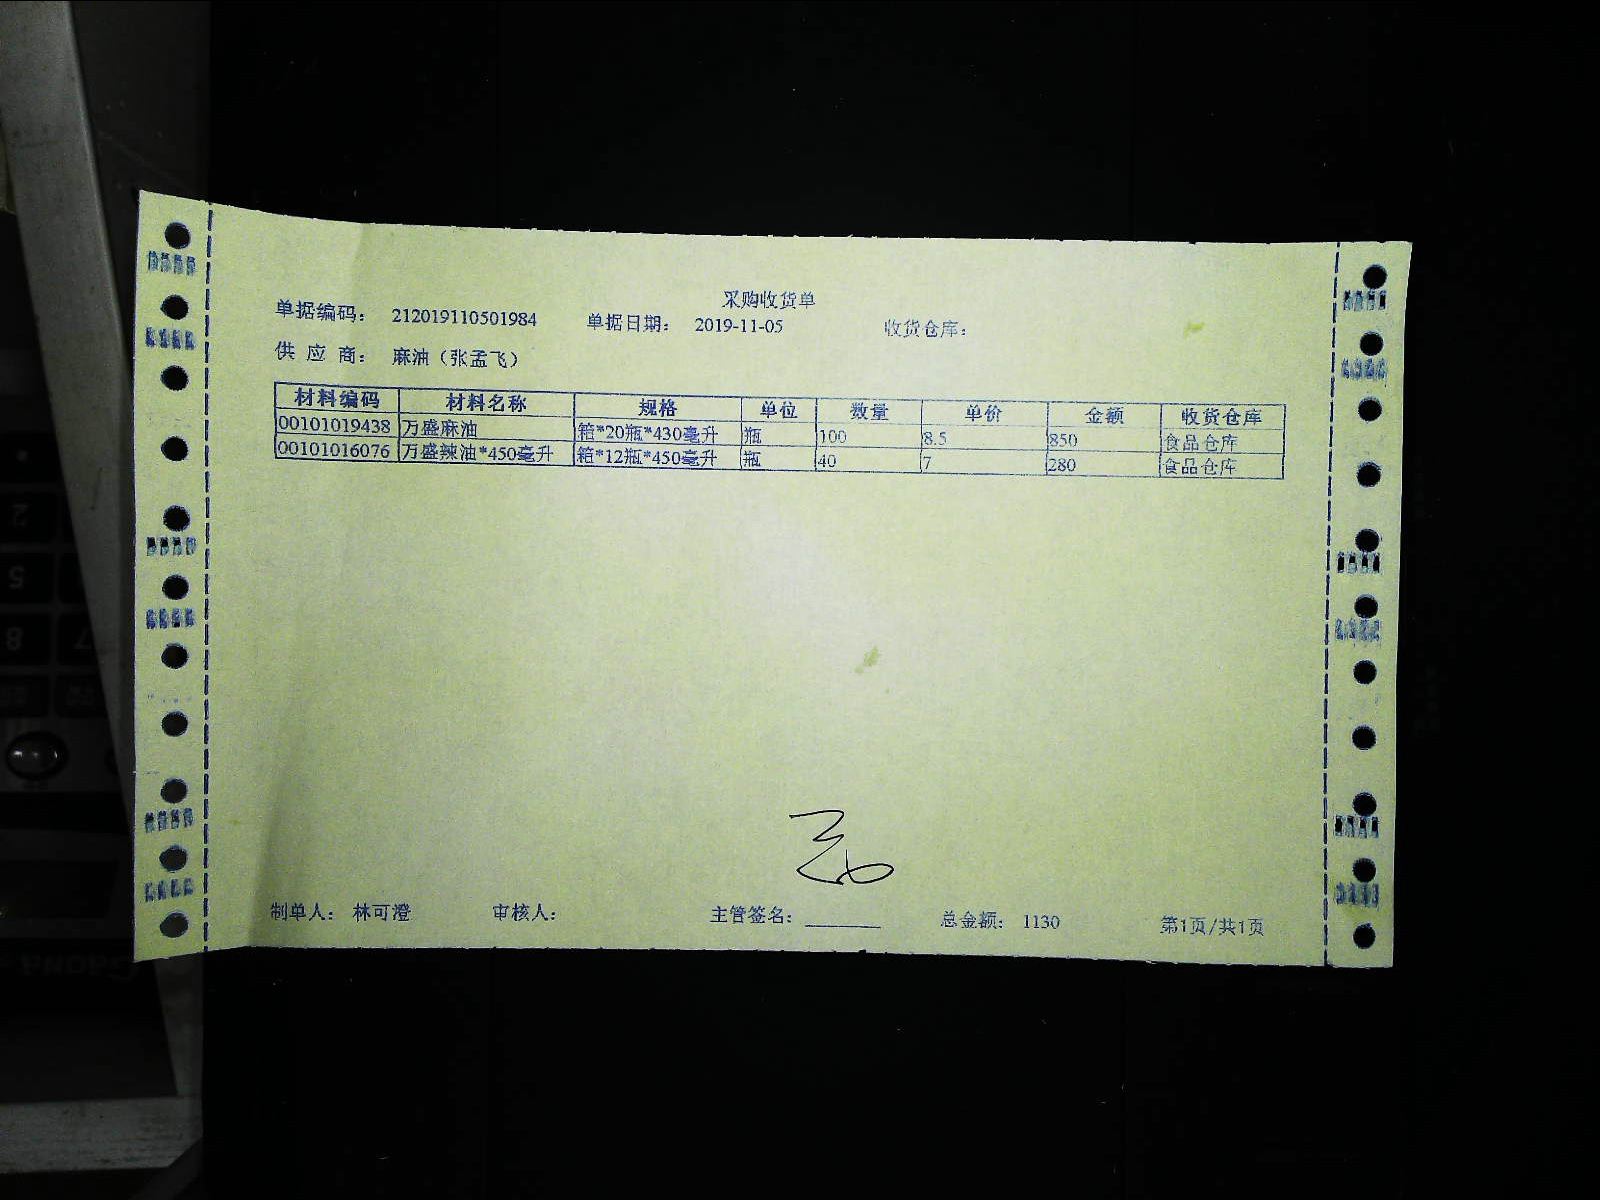 采购收货单
单据编码： 212019110501984 单据日期： 2019-11-05 收货仓库：
供 应 商： 麻油（张孟飞）
材料编码 材料名称 规格 单位 数量 单价 金额 收货仓库
00101019438 万盛麻油 箱*20瓶*430毫升 瓶 100 8.5 850 食品仓库
00101016076 万盛辣油*450毫升 箱*12瓶*450毫升 瓶 40 7 280 食品仓库
制单人： 林可澄 审核人： 主管签名： 总金额： 1130 第1页/共1页